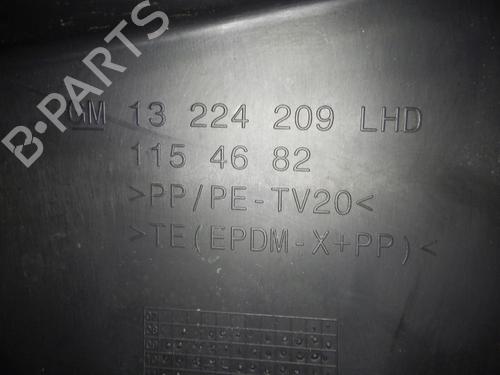 B-PARTS
GM 13 224 209 LHD
115 46 82
>PP/PE-TV20<
>TE(EPDM-X+PP)<